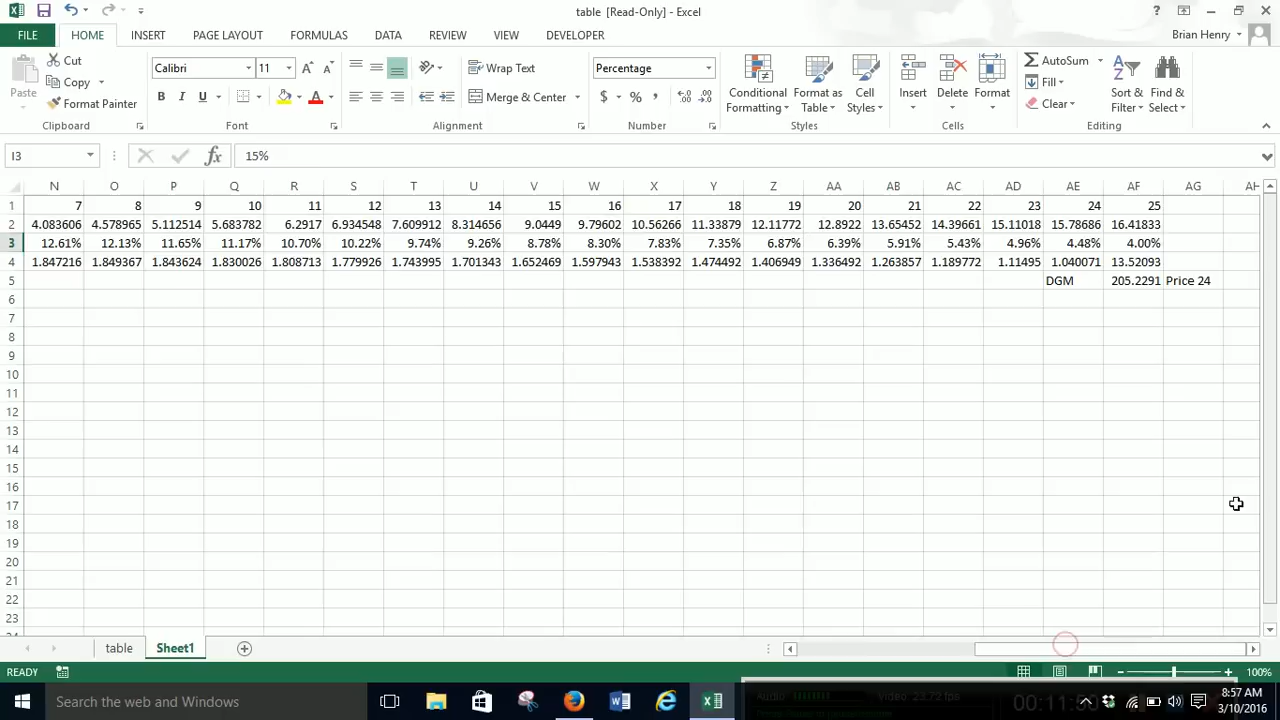 table [Read-Only] - Excel
FILE HOME INSERT PAGE LAYOUT FORMULAS DATA REVIEW VIEW DEVELOPER Brian Henry
Paste Cut Copy Format Painter Clipboard
Calibri 11 B I U A Font
Wrap Text Merge & Center Alignment
Percentage $ % , Number
Conditional Formatting Format as Table Cell Styles Styles
Insert Delete Format Cells
AutoSum Fill Clear Sort & Filter Find & Select Editing
I3 fx 15%
N O P Q R S T U V W X Y Z AA AB AC AD AE AF AG AH
1 7 8 9 10 11 12 13 14 15 16 17 18 19 20 21 22 23 24 25
2 4.083606 4.578965 5.112514 5.683782 6.2917 6.934548 7.609912 8.314656 9.0449 9.79602 10.56266 11.33879 12.11772 12.8922 13.65452 14.39661 15.11018 15.78686 16.41833
3 12.61% 12.13% 11.65% 11.17% 10.70% 10.22% 9.74% 9.26% 8.78% 8.30% 7.83% 7.35% 6.87% 6.39% 5.91% 5.43% 4.96% 4.48% 4.00%
4 1.847216 1.849367 1.843624 1.830026 1.808713 1.779926 1.743995 1.701343 1.652469 1.597943 1.538392 1.474492 1.406949 1.336492 1.263857 1.189772 1.11495 1.040071 13.52093
5 DGM 205.2291 Price 24
6
7
8
9
10
11
12
13
14
15
16
17
18
19
20
21
22
23
table Sheet1
READY 100%
Search the web and Windows
Audio: Video: 23.72 fps 00:11:50
8:57 AM
3/10/2016